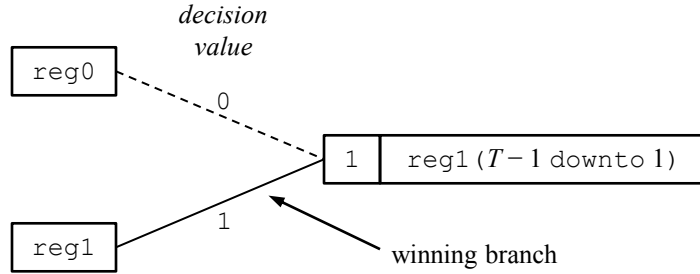 decision
value
reg0
0
1 reg1(T − 1 downto 1)
1
reg1
winning branch